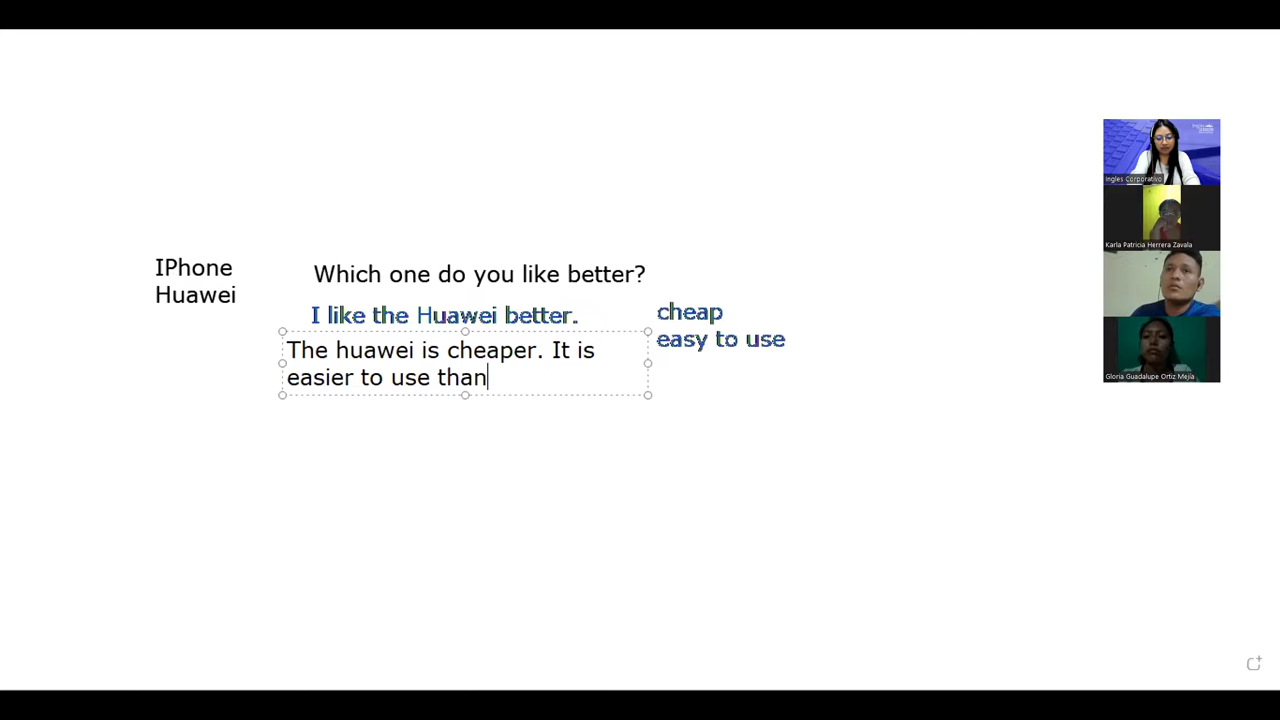 IPhone
Huawei
Which one do you like better?
I like the Huawei better.
The huawei is cheaper. It is
easier to use than
cheap
easy to use
Ingles Corporativo
Karla Patricia Herrera Zavala
Gloria Guadalupe Ortiz Mejía